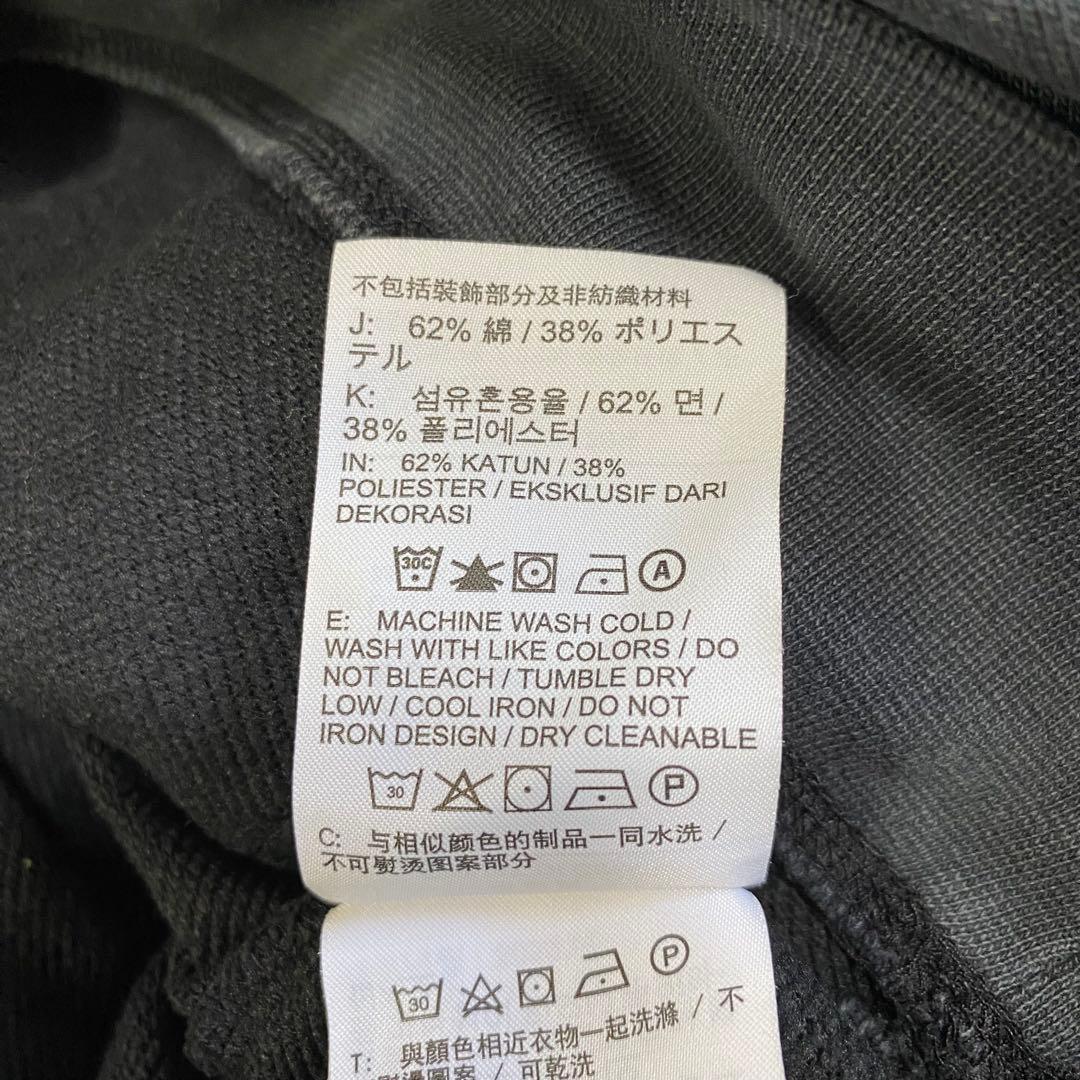 不包括裝飾部分及非紡織材料
J: 62% 綿 / 38% ポリエス
テル
K: 섬유혼용율 / 62% 면 /
38% 폴리에스터
IN: 62% KATUN / 38%
POLIESTER / EKSKLUSIF DARI
DEKORASI
30C A
E: MACHINE WASH COLD /
WASH WITH LIKE COLORS / DO
NOT BLEACH / TUMBLE DRY
LOW / COOL IRON / DO NOT
IRON DESIGN / DRY CLEANABLE
30 P
C: 与相似颜色的制品一同水洗 /
不可熨烫图案部分
30 P
T: 與顏色相近衣物一起洗滌 / 不
/ 可乾洗